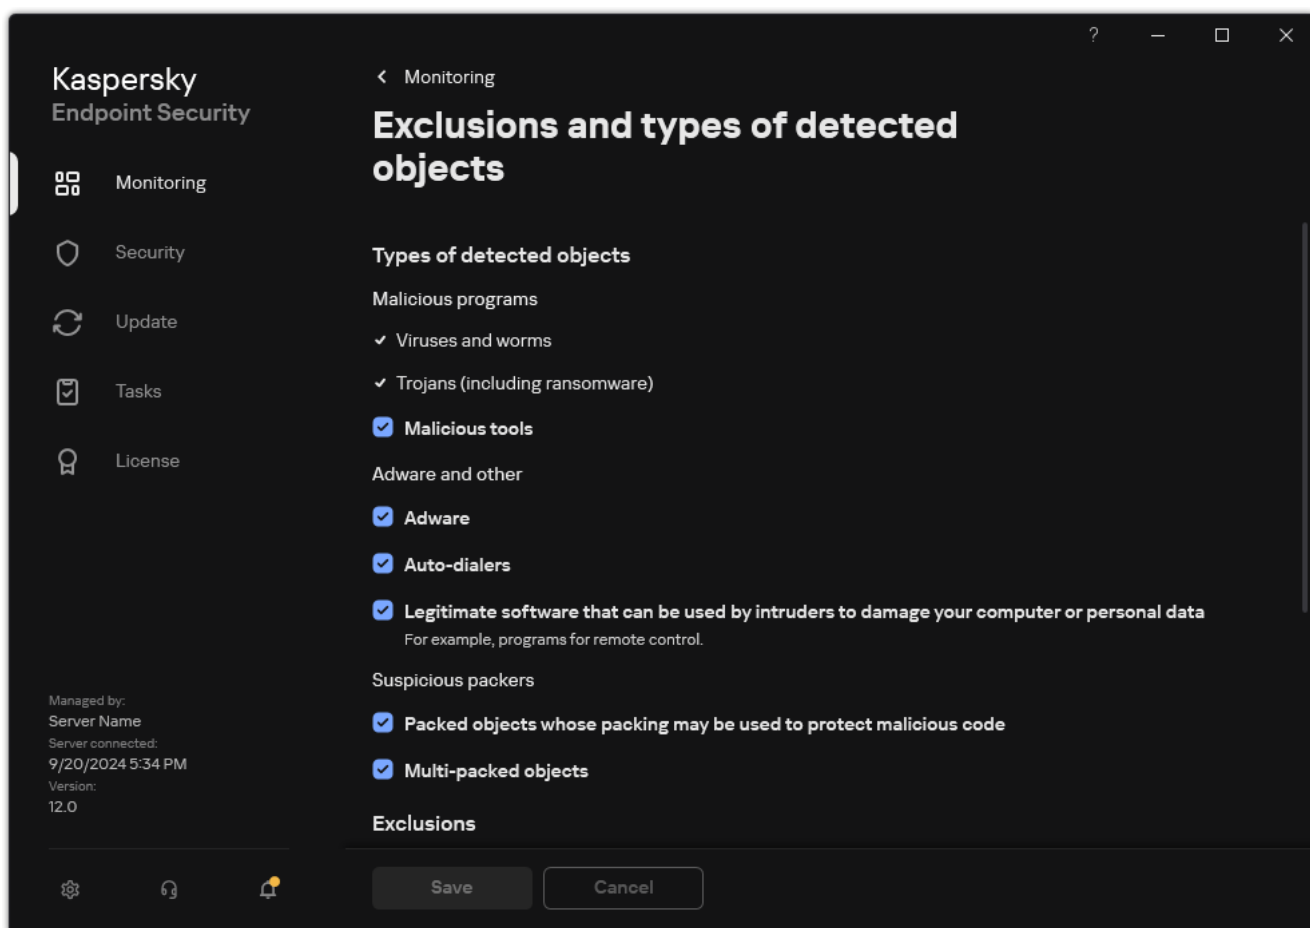 ?
Kaspersky
Endpoint Security
Monitoring
Security
Update
Tasks
License
Managed by:
Server Name
Server connected:
9/20/2024 5:34 PM
Version:
12.0
Monitoring
Exclusions and types of detected
objects
Types of detected objects
Malicious programs
Viruses and worms
Trojans (including ransomware)
Malicious tools
Adware and other
Adware
Auto-dialers
Legitimate software that can be used by intruders to damage your computer or personal data
For example, programs for remote control.
Suspicious packers
Packed objects whose packing may be used to protect malicious code
Multi-packed objects
Exclusions
Save
Cancel